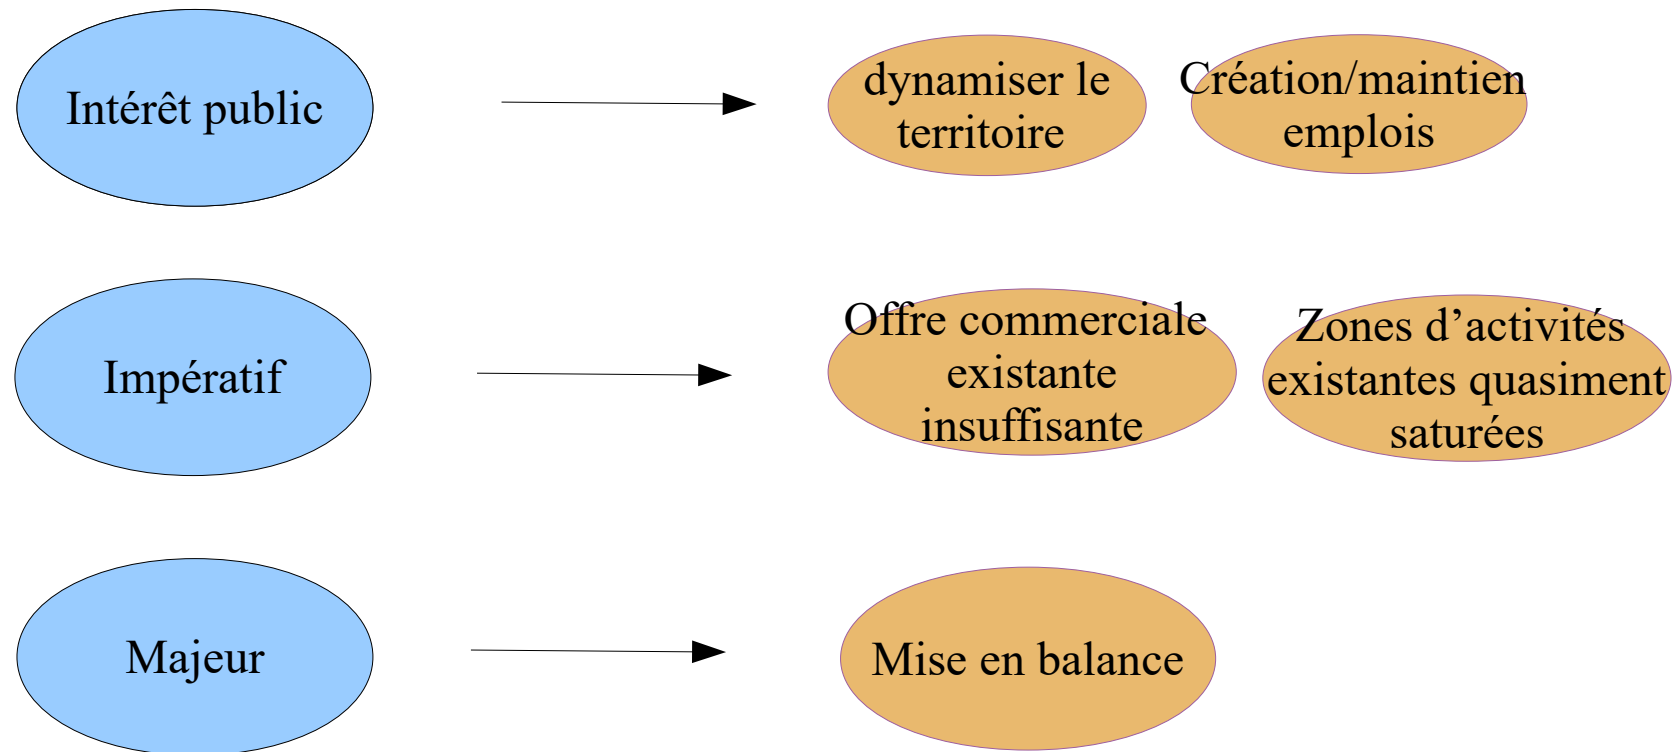 Intérêt public
dynamiser le
territoire
Création/maintien
emplois
Impératif
Offre commerciale
existante
insuffisante
Zones d’activités
existantes quasiment
saturées
Majeur
Mise en balance